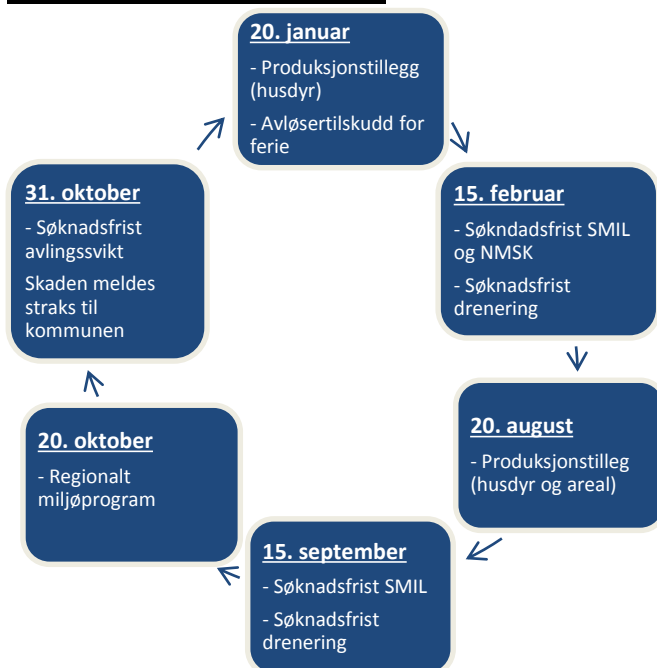 20. januar
- Produksjonstillegg
(husdyr)
- Avløsertilskudd for
ferie
15. februar
- Søkndadsfrist SMIL
og NMSK
- Søknadsfrist
drenering
20. august
- Produksjonstilleg
(husdyr og areal)
15. september
- Søknadsfrist SMIL
- Søknadsfrist
drenering
20. oktober
- Regionalt
miljøprogram
31. oktober
- Søknadsfrist
avlingssvikt
Skaden meldes
straks til
kommunen